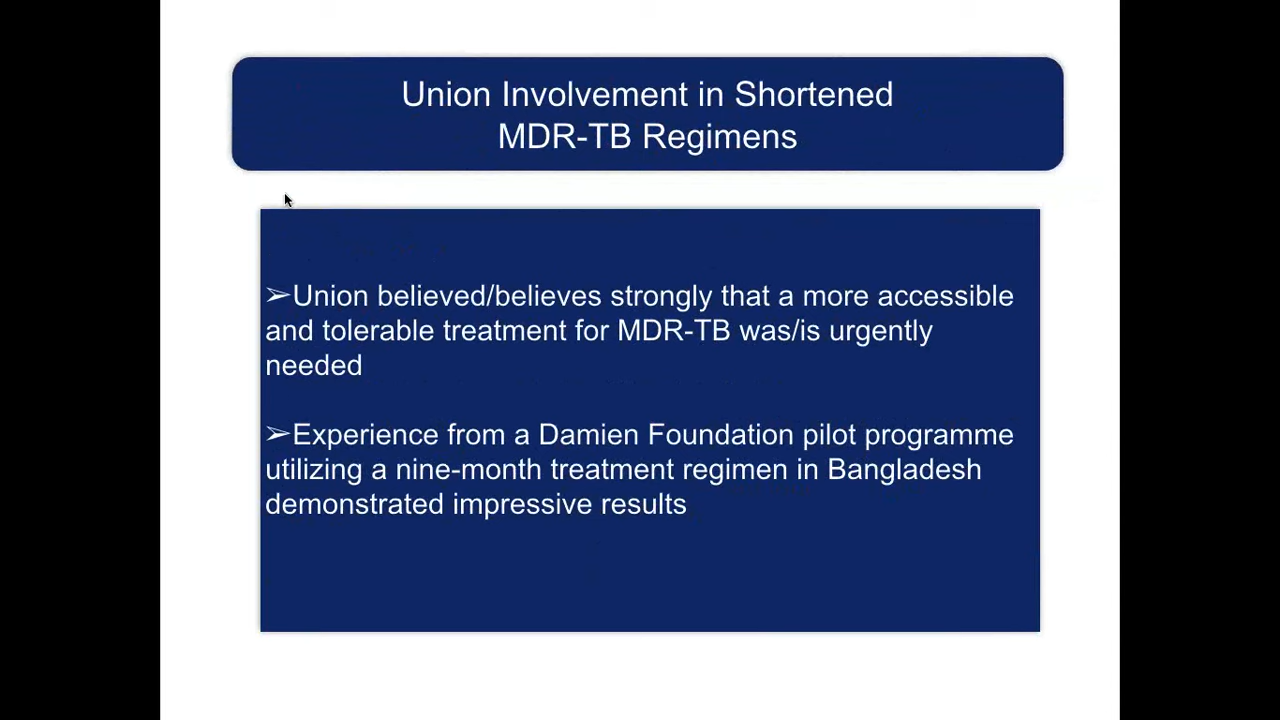 Union Involvement in Shortened
MDR-TB Regimens
➢Union believed/believes strongly that a more accessible
and tolerable treatment for MDR-TB was/is urgently
needed
➢Experience from a Damien Foundation pilot programme
utilizing a nine-month treatment regimen in Bangladesh
demonstrated impressive results